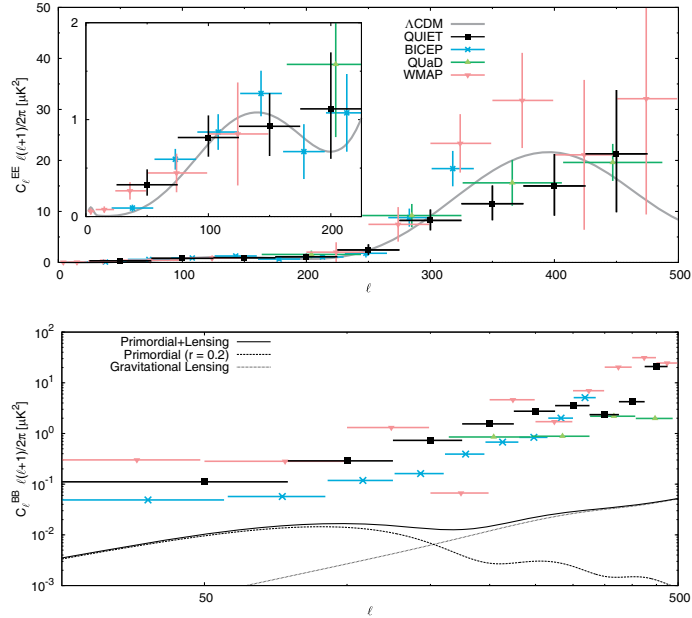 50
40
30
20
10
0
C_ℓ^EE ℓ(ℓ+1)/2π [μK²]
2
1
0
0
100
200
ΛCDM
QUIET
BICEP
QUaD
WMAP
0
100
200
300
400
500
ℓ
10²
10¹
10⁰
10⁻¹
10⁻²
10⁻³
C_ℓ^BB ℓ(ℓ+1)/2π [μK²]
Primordial+Lensing
Primordial (r = 0.2)
Gravitational Lensing
50
500
ℓ